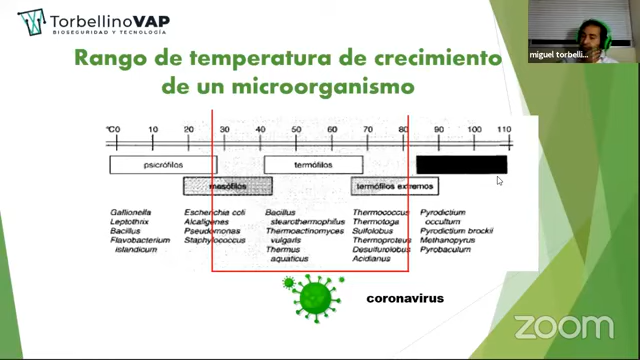 TorbellinoVAP
BIOSEGURIDAD Y TECNOLOGÍA
miguel torbelli...
Rango de temperatura de crecimiento
de un microorganismo
ºC0 10 20 30 40 50 60 70 80 90 100 110
psicrófilos termófilos
mesófilos termófilos extremos
Gaflionella Escherichia coti Bacillus Thermococcus Pyrodictium
Leptothrix Alcaligenes stearothermophilus Thermotoga occultum
Bacillus Pseudomonas Thermoactinomyces Sulfolobus Pyrodictium brockii
Flavobacterium Staphylococcus vulgaris Thermoproteus Methanopyrus
islandicum Thermus Desulfurolobus Pyrobaculum
aquaticus Acidianus
coronavirus
zoom